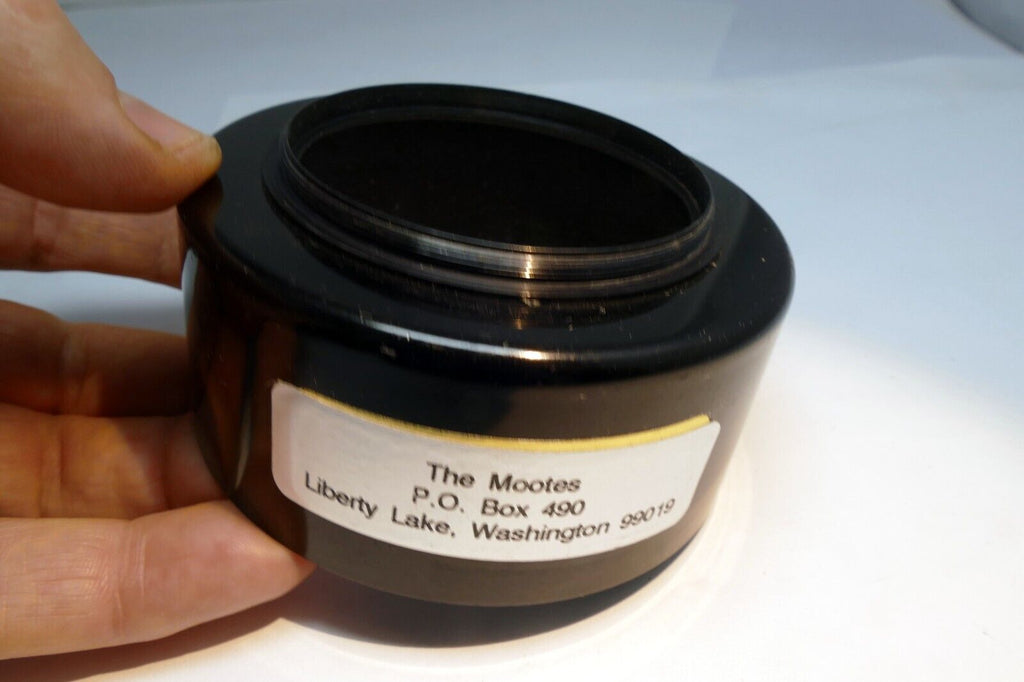 The Mootes
P.O. Box 490
Liberty Lake, Washington 99019